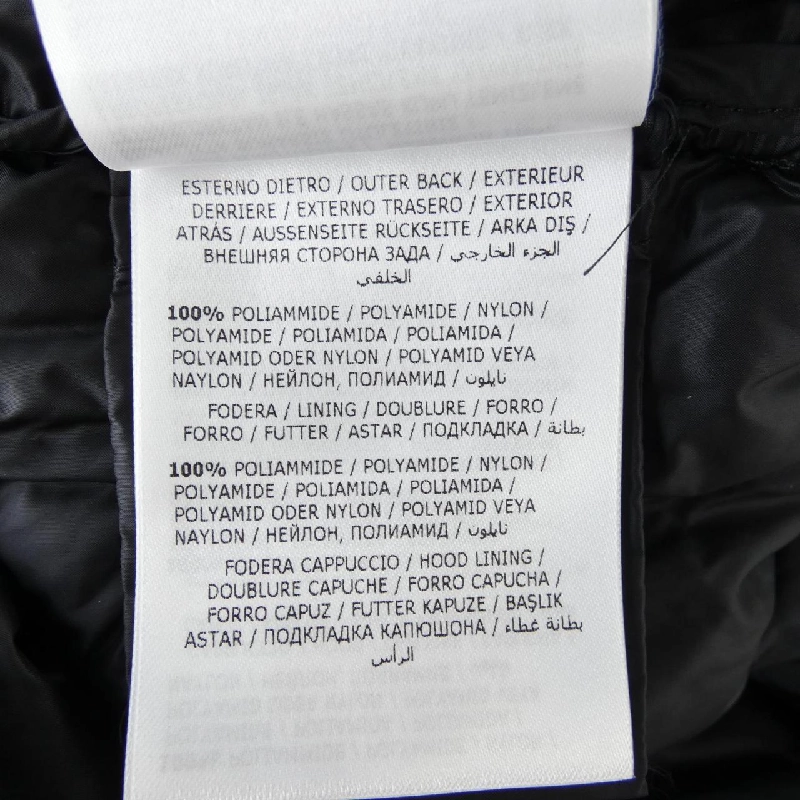 ESTERNO DIETRO / OUTER BACK / EXTERIEUR
DERRIERE / EXTERNO TRASERO / EXTERIOR
ATRÁS / AUSSENSEITE RÜCKSEITE / ARKA DIŞ /
ВНЕШНЯЯ СТОРОНА ЗАДА / الجزء الخارجي
الخلفي
100% POLIAMMIDE / POLYAMIDE / NYLON /
POLYAMIDE / POLIAMIDA / POLIAMIDA /
POLYAMID ODER NYLON / POLYAMID VEYA
NAYLON / НЕЙЛОН, ПОЛИАМИД / نايلون
FODERA / LINING / DOUBLURE / FORRO /
FORRO / FUTTER / ASTAR / ПОДКЛАДКА / بطانة
100% POLIAMMIDE / POLYAMIDE / NYLON /
POLYAMIDE / POLIAMIDA / POLIAMIDA /
POLYAMID ODER NYLON / POLYAMID VEYA
NAYLON / НЕЙЛОН, ПОЛИАМИД / نايلون
FODERA CAPPUCCIO / HOOD LINING /
DOUBLURE CAPUCHE / FORRO CAPUCHA /
FORRO CAPUZ / FUTTER KAPUZE / BAŞLIK
ASTAR / ПОДКЛАДКА КАПЮШОНА / بطانة غطاء
الرأس